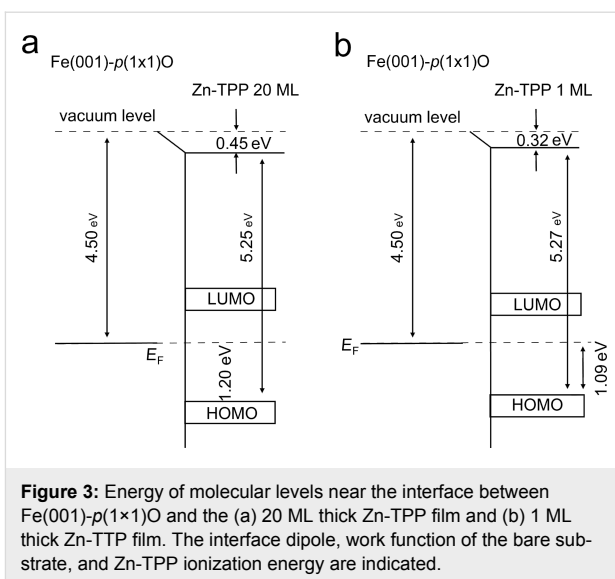 a
Fe(001)-p(1x1)O
Zn-TPP 20 ML
vacuum level
0.45 eV
4.50 eV
5.25 eV
LUMO
EF
1.20 eV
HOMO
b
Fe(001)-p(1x1)O
Zn-TPP 1 ML
vacuum level
0.32 eV
4.50 eV
5.27 eV
LUMO
EF
1.09 eV
HOMO
Figure 3: Energy of molecular levels near the interface between
Fe(001)-p(1×1)O and the (a) 20 ML thick Zn-TPP film and (b) 1 ML
thick Zn-TTP film. The interface dipole, work function of the bare sub-
strate, and Zn-TPP ionization energy are indicated.